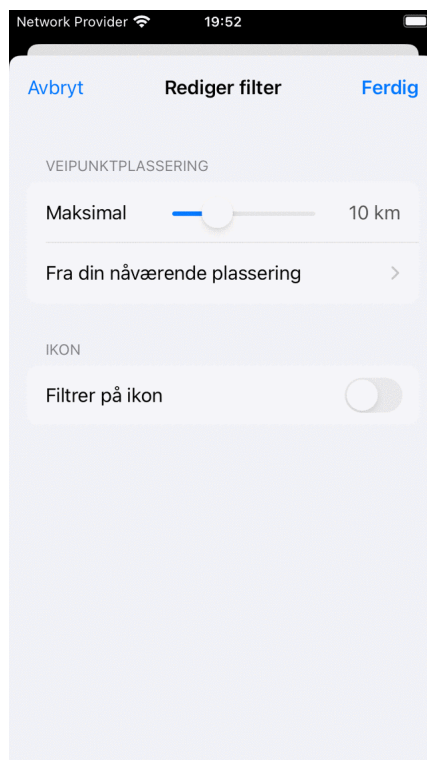 Network Provider 19:52
Avbryt Rediger filter Ferdig
VEIPUNKTPLASSERING
Maksimal 10 km
Fra din nåværende plassering
IKON
Filtrer på ikon